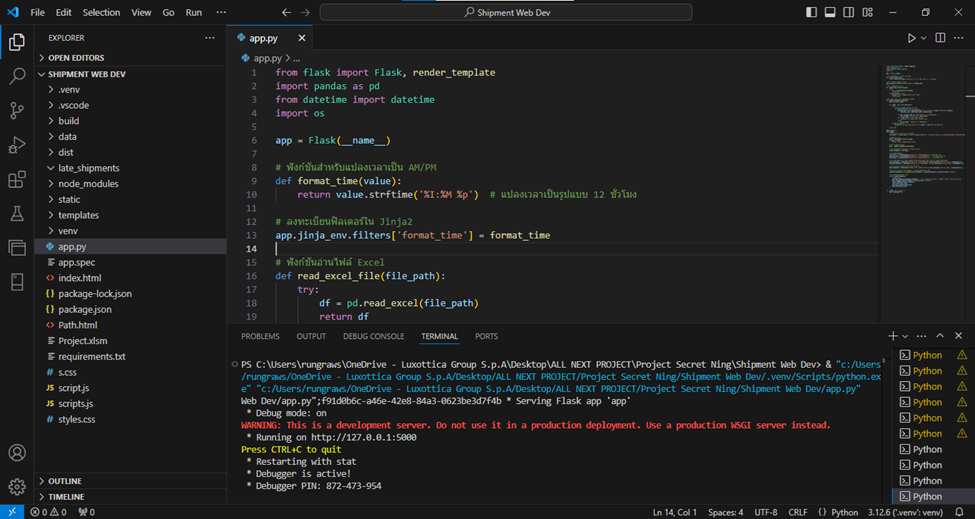 File Edit Selection View Go Run ··· Shipment Web Dev
EXPLORER
OPEN EDITORS
SHIPMENT WEB DEV
.venv
.vscode
build
data
dist
late_shipments
node_modules
static
templates
venv
app.py
app.spec
index.html
package-lock.json
package.json
Path.html
Project.xlsm
requirements.txt
s.css
script.js
scripts.js
styles.css
OUTLINE
TIMELINE
app.py
app.py > ...
1 from flask import Flask, render_template
2 import pandas as pd
3 from datetime import datetime
4 import os
5
6 app = Flask(__name__)
7
8 # ฟังก์ชันสำหรับแปลงเวลาเป็น AM/PM
9 def format_time(value):
10 return value.strftime('%I:%M %p') # แปลงเวลาเป็นรูปแบบ 12 ชั่วโมง
11
12 # ลงทะเบียนฟิลเตอร์ใน Jinja2
13 app.jinja_env.filters['format_time'] = format_time
14
15 # ฟังก์ชันอ่านไฟล์ Excel
16 def read_excel_file(file_path):
17 try:
18 df = pd.read_excel(file_path)
19 return df
PROBLEMS OUTPUT DEBUG CONSOLE TERMINAL PORTS
PS C:\Users\rungraws\OneDrive - Luxottica Group S.p.A\Desktop\ALL NEXT PROJECT\Project Secret Ning\Shipment Web Dev> & "c:/Users
/rungraws/OneDrive - Luxottica Group S.p.A/Desktop/ALL NEXT PROJECT/Project Secret Ning/Shipment Web Dev/.venv/Scripts/python.ex
e" "c:/Users/rungraws/OneDrive - Luxottica Group S.p.A/Desktop/ALL NEXT PROJECT/Project Secret Ning/Shipment Web Dev/app.py"
Web Dev/app.py";f91d0b6c-a46e-42e8-84a3-0623be3d7f4b * Serving Flask app 'app'
* Debug mode: on
WARNING: This is a development server. Do not use it in a production deployment. Use a production WSGI server instead.
* Running on http://127.0.0.1:5000
Press CTRL+C to quit
* Restarting with stat
* Debugger is active!
* Debugger PIN: 872-473-954
Python
Python
Python
Python
Python
Python
Python
Python
Python
Python
0 0 0 Ln 14, Col 1 Spaces: 4 UTF-8 CRLF {} Python 3.12.6 ('.venv': venv)